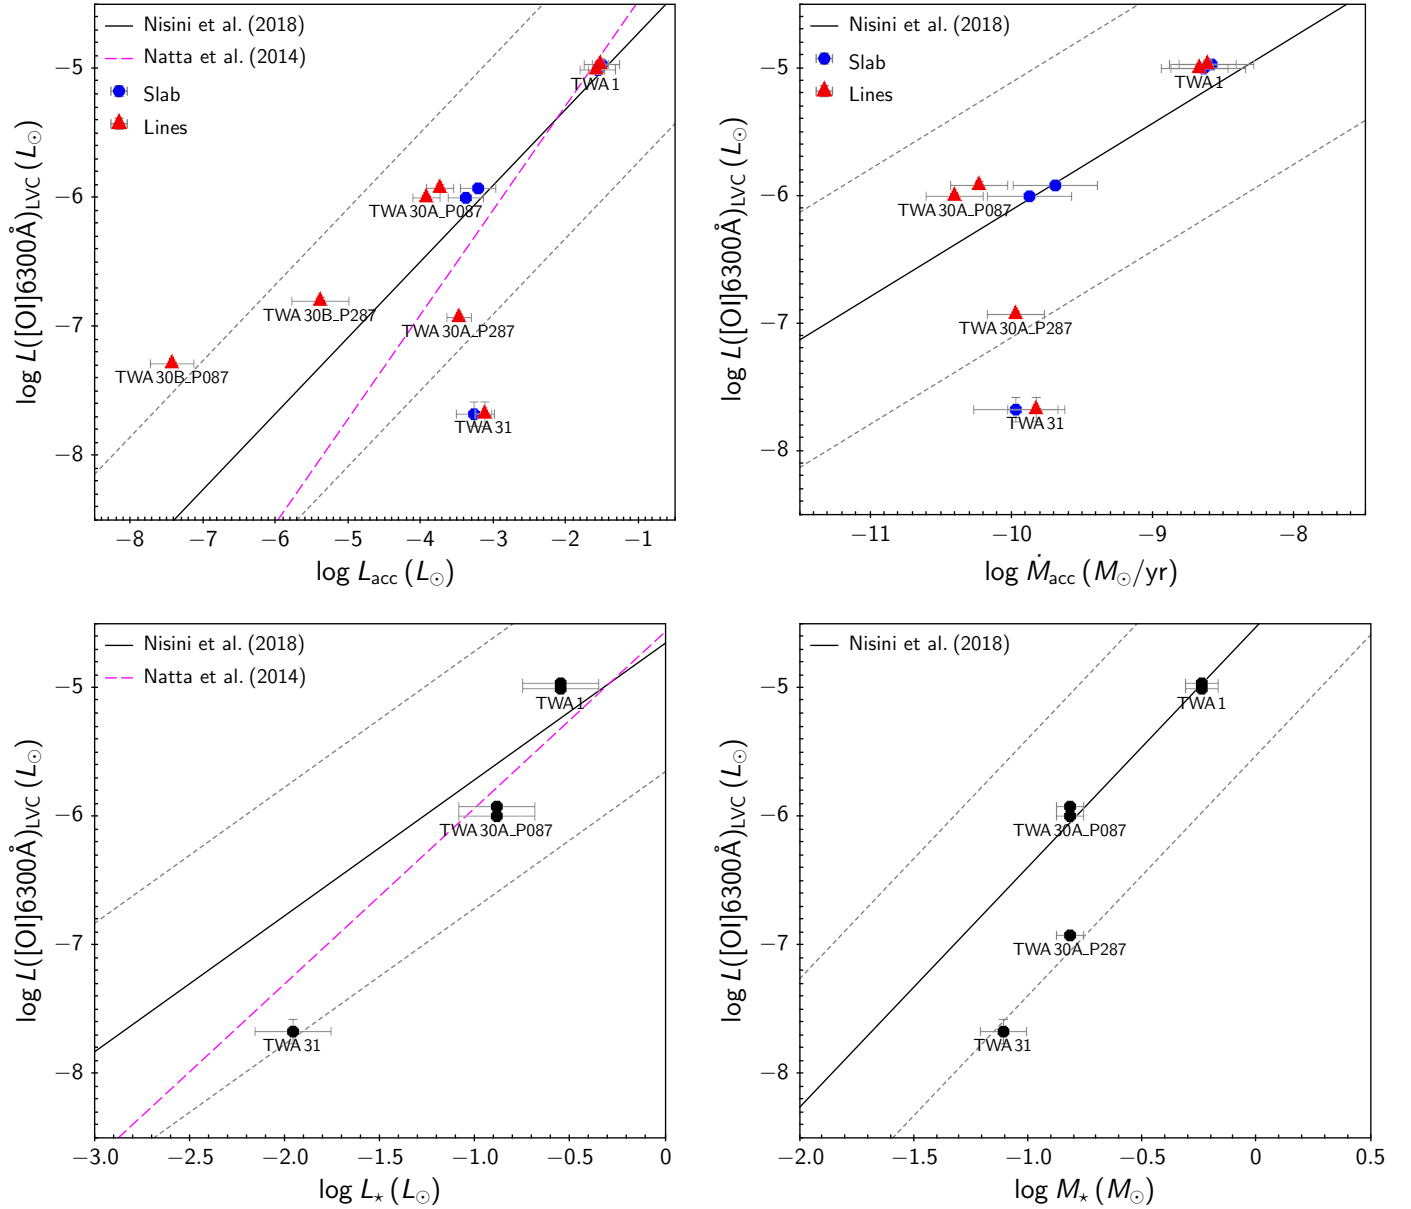 Nisini et al. (2018)
Natta et al. (2014)
Slab
Lines
TWA 1
TWA 30A_P087
TWA 30B_P287
TWA 30A_P287
TWA 30B_P087
TWA 31
−5
−6
−7
−8
log L([OI]6300Å)LVC (L⊙)
−8 −7 −6 −5 −4 −3 −2 −1
log Lacc (L⊙)
Nisini et al. (2018)
Slab
Lines
TWA 1
TWA 30A_P087
TWA 30A_P287
TWA 31
−5
−6
−7
−8
log L([OI]6300Å)LVC (L⊙)
−11 −10 −9 −8
log Ṁacc (M⊙/yr)
Nisini et al. (2018)
Natta et al. (2014)
TWA 1
TWA 30A_P087
TWA 31
−5
−6
−7
−8
log L([OI]6300Å)LVC (L⊙)
−3.0 −2.5 −2.0 −1.5 −1.0 −0.5 0
log L⋆ (L⊙)
Nisini et al. (2018)
TWA 1
TWA 30A_P087
TWA 30A_P287
TWA 31
−5
−6
−7
−8
log L([OI]6300Å)LVC (L⊙)
−2.0 −1.5 −1.0 −0.5 0 0.5
log M⋆ (M⊙)